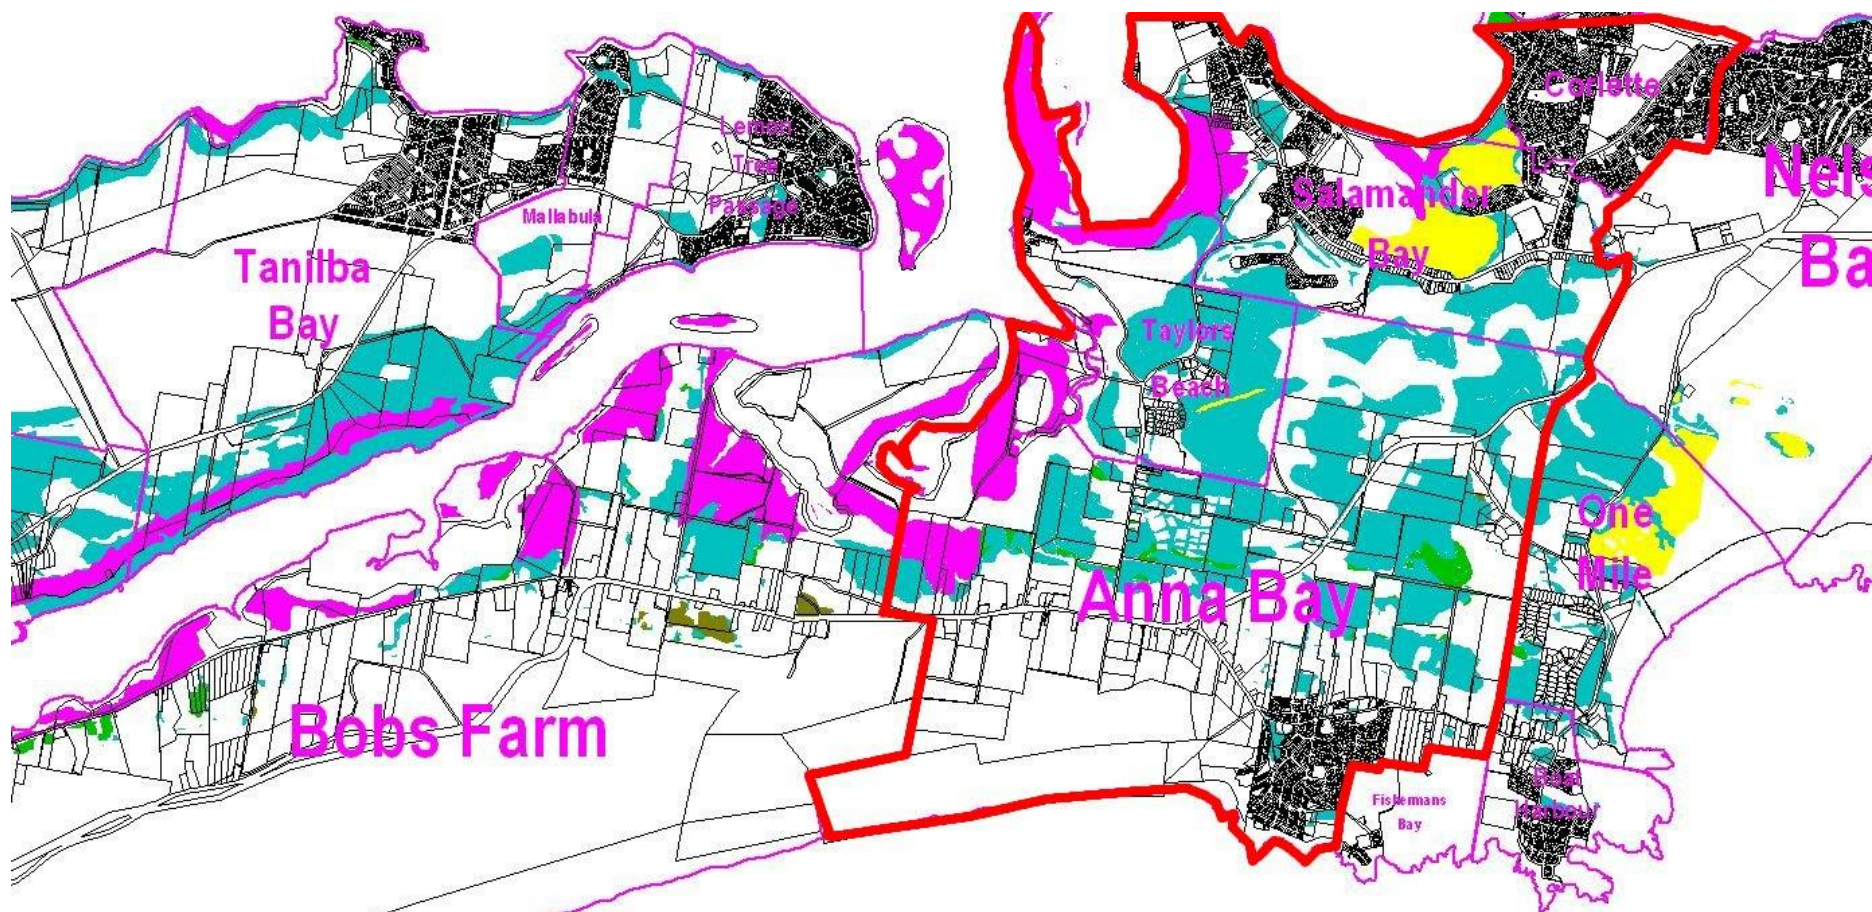 Corlette
Lemon
Tree
Passage
Nels
Ba
Salamander
Bay
Mallabula
Tanilba
Bay
Taylors
Beach
One
Mile
Anna Bay
Bobs Farm
Boat
Harbour
Fishermans
Bay